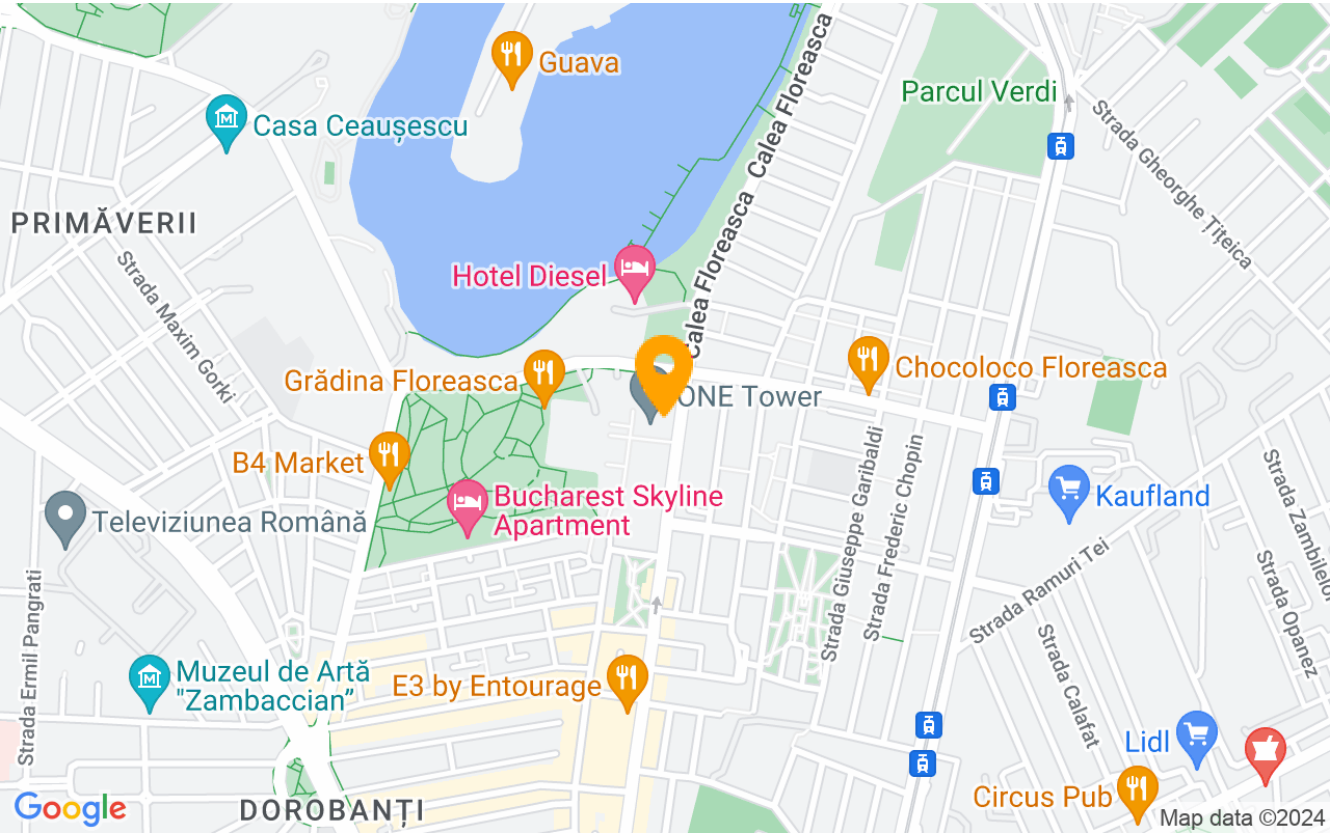 Guava
Calea Floreasca
Parcul Verdi
Casa Ceaușescu
Strada Gheorghe Țițeica
PRIMĂVERII
Calea Floreasca
Strada Maxim Gorki
Hotel Diesel
Calea Floreasca
Grădina Floreasca
Chocoloco Floreasca
ONE Tower
B4 Market
Bucharest Skyline
Apartment
Kaufland
Televiziunea Română
Strada Giuseppe Garibaldi
Strada Frederic Chopin
Strada Ramuri Tei
Strada Zambilelor
Strada Opanez
Strada Ermil Pangrati
Strada Calafat
Muzeul de Artă
"Zambaccian”
E3 by Entourage
Lidl
Circus Pub
DOROBANȚI
Google
Map data ©2024